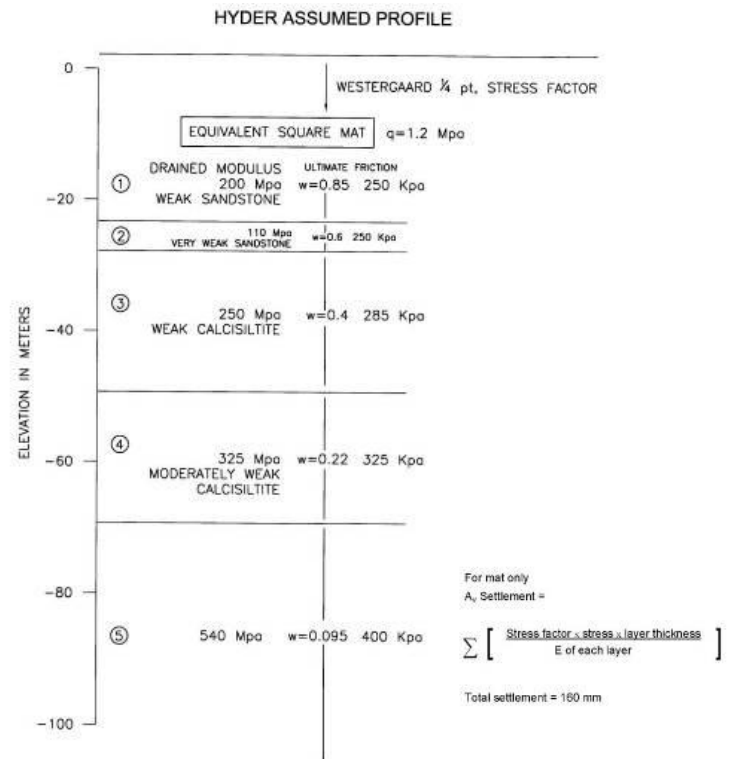 HYDER ASSUMED PROFILE
0
WESTERGAARD ¼ pt, STRESS FACTOR
EQUIVALENT SQUARE MAT q=1.2 Mpa
DRAINED MODULUS ULTIMATE FRICTION
① 200 Mpa w=0.85 250 Kpa
WEAK SANDSTONE
-20
② 110 Mpa w=0.6 250 Kpa
VERY WEAK SANDSTONE
③
250 Mpa w=0.4 285 Kpa
WEAK CALCISILTITE
-40
ELEVATION IN METERS
④
325 Mpa w=0.22 325 Kpa
-60
MODERATELY WEAK
CALCISILTITE
-80
⑤ 540 Mpa w=0.095 400 Kpa
-100
For mat only
Aᵥ Settlement =
∑ [ Stress factor x stress x layer thickness ]
E of each layer
Total settlement = 160 mm